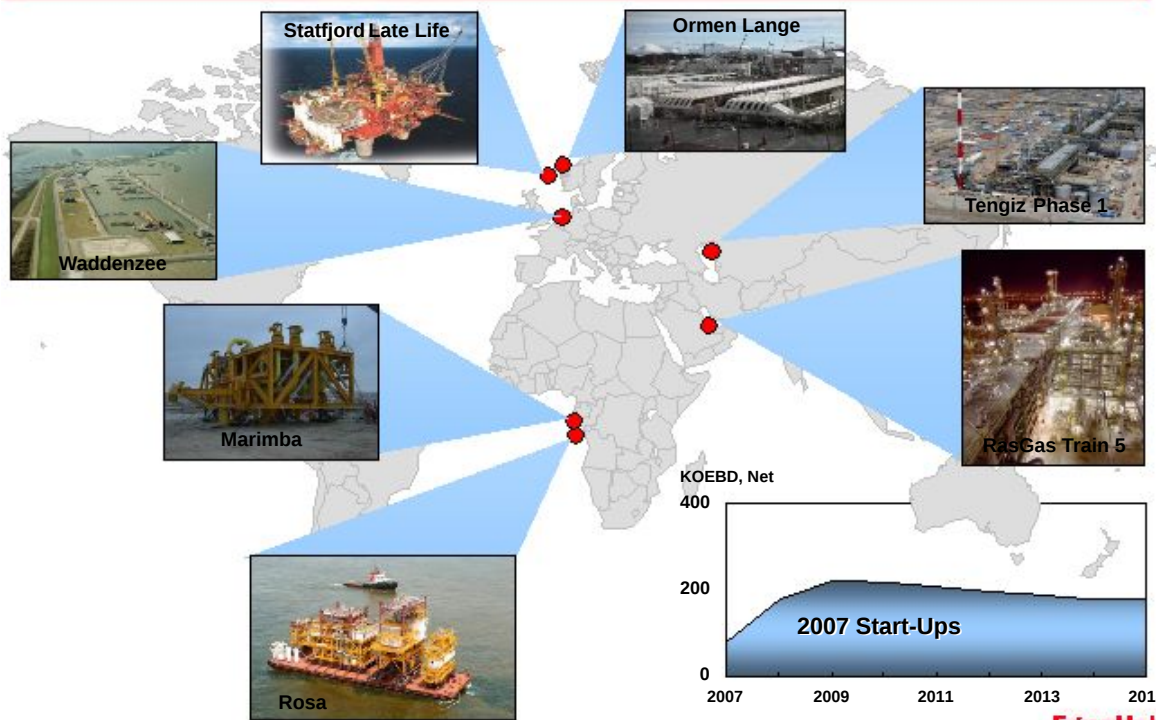 Statfjord Late Life
Ormen Lange
Tengiz Phase 1
Waddenzee
Marimba
RasGas Train 5
Rosa
KOEBD, Net
400
200
0
2007 Start-Ups
2007
2009
2011
2013
201